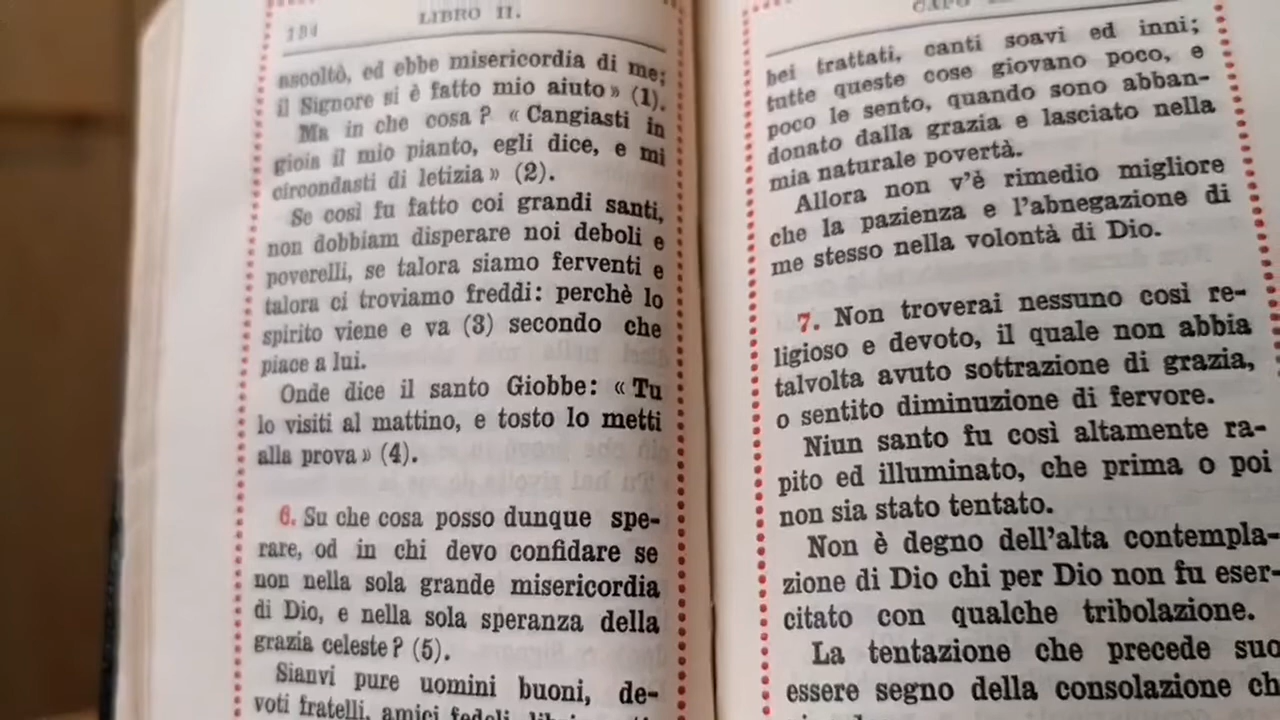 194
LIBRO II.
ascoltò, ed ebbe misericordia di me;
il Signore si è fatto mio aiuto» (1).
Ma in che cosa? «Cangiasti in
gioia il mio pianto, egli dice, e mi
circondasti di letizia» (2).
Se così fu fatto coi grandi santi,
non dobbiam disperare noi deboli e
poverelli, se talora siamo ferventi e
talora ci troviamo freddi: perchè lo
spirito viene e va (3) secondo che
piace a lui.
Onde dice il santo Giobbe: «Tu
lo visiti al mattino, e tosto lo metti
alla prova» (4).
6. Su che cosa posso dunque spe-
rare, od in chi devo confidare se
non nella sola grande misericordia
di Dio, e nella sola speranza della
grazia celeste? (5).
Sianvi pure uomini buoni, de-
voti fratelli, amici fedeli, libri
CAPO
bei trattati, canti soavi ed inni;
tutte queste cose giovano poco, e
poco le sento, quando sono abban-
donato dalla grazia e lasciato nella
mia naturale povertà.
Allora non v'è rimedio migliore
che la pazienza e l'abnegazione di
me stesso nella volontà di Dio.
7. Non troverai nessuno così re-
ligioso e devoto, il quale non abbia
talvolta avuto sottrazione di grazia,
o sentito diminuzione di fervore.
Niun santo fu così altamente ra-
pito ed illuminato, che prima o poi
non sia stato tentato.
Non è degno dell'alta contempla-
zione di Dio chi per Dio non fu eser-
citato con qualche tribolazione.
La tentazione che precede suo
essere segno della consolazione ch